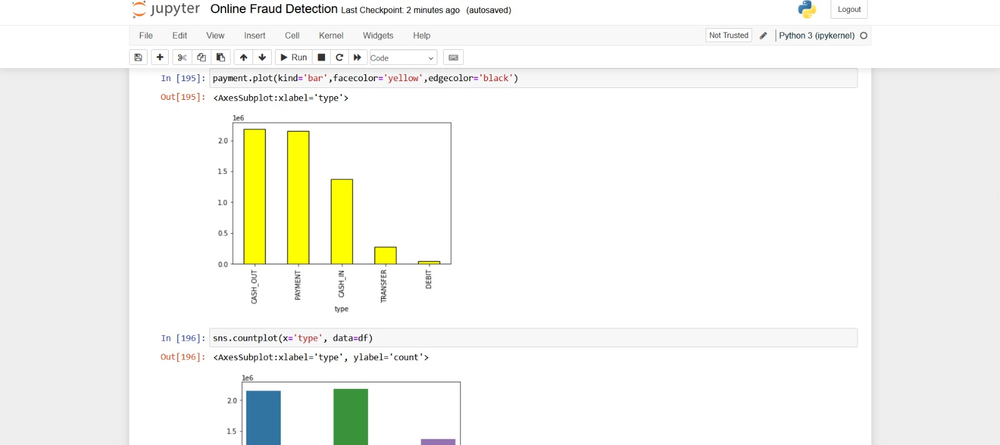 jupyter Online Fraud Detection Last Checkpoint: 2 minutes ago (autosaved)
Logout
File Edit View Insert Cell Kernel Widgets Help
Not Trusted
Python 3 (ipykernel)
Run
Code
In [195]: payment.plot(kind='bar',facecolor='yellow',edgecolor='black')
Out[195]: <AxesSubplot:xlabel='type'>
1e6
2.0
1.5
1.0
0.5
0.0
CASH_OUT
PAYMENT
CASH_IN
TRANSFER
DEBIT
type
In [196]: sns.countplot(x='type', data=df)
Out[196]: <AxesSubplot:xlabel='type', ylabel='count'>
1e6
2.0
1.5